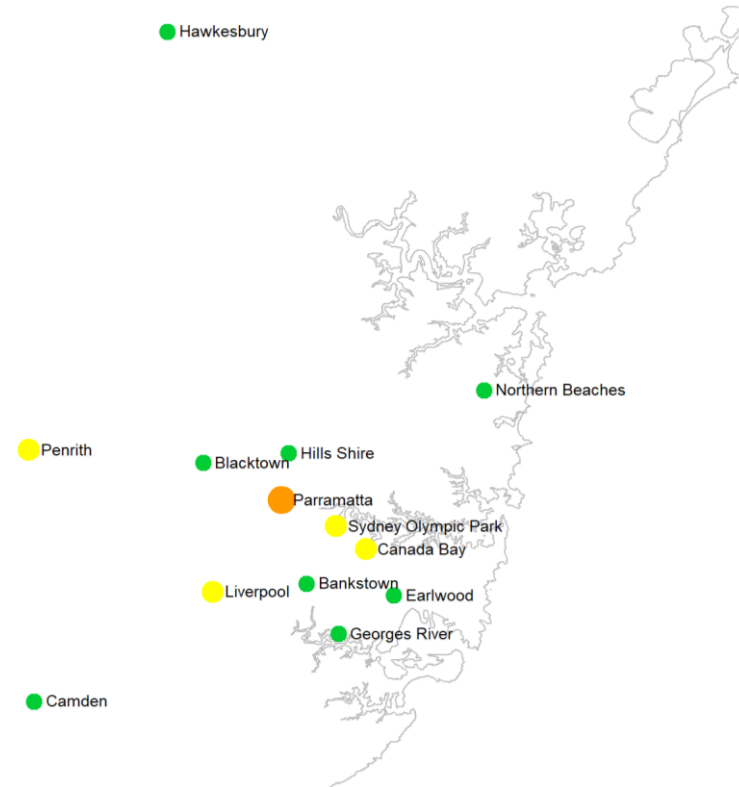 Hawkesbury
Northern Beaches
Penrith
Hills Shire
Blacktown
Parramatta
Sydney Olympic Park
Canada Bay
Bankstown
Liverpool
Earlwood
Georges River
Camden